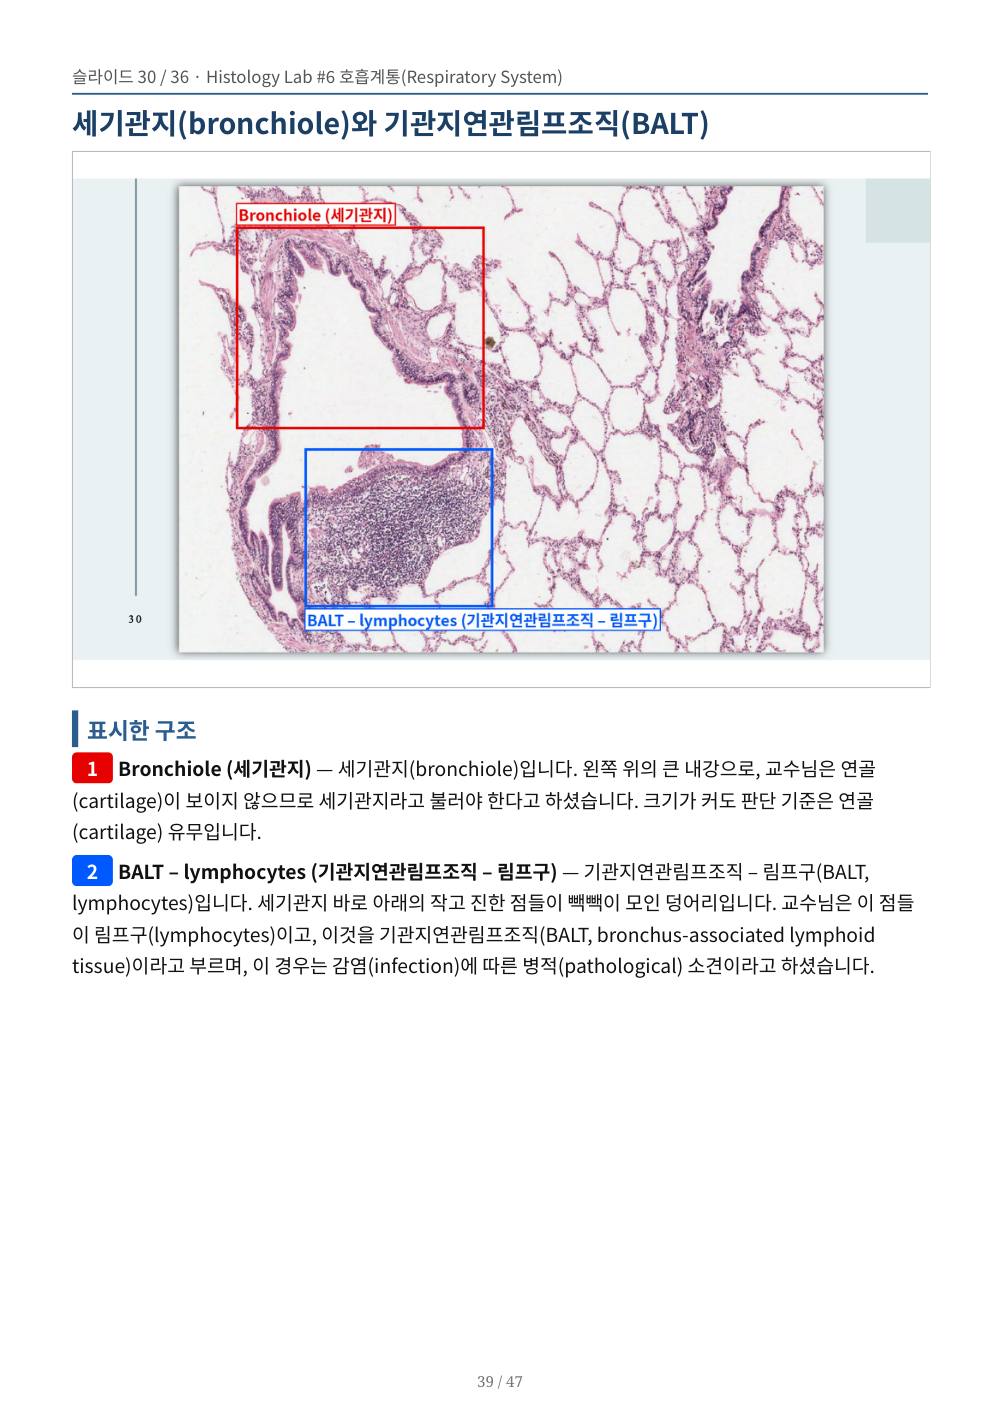 슬라이드 30 / 36 · Histology Lab #6 호흡계통(Respiratory System)
세기관지(bronchiole)와 기관지연관림프조직(BALT)
Bronchiole (세기관지)
30
BALT – lymphocytes (기관지연관림프조직 – 림프구)
표시한 구조
1 Bronchiole (세기관지) — 세기관지(bronchiole)입니다. 왼쪽 위의 큰 내강으로, 교수님은 연골
(cartilage)이 보이지 않으므로 세기관지라고 불러야 한다고 하셨습니다. 크기가 커도 판단 기준은 연골
(cartilage) 유무입니다.
2 BALT – lymphocytes (기관지연관림프조직 – 림프구) — 기관지연관림프조직 – 림프구(BALT,
lymphocytes)입니다. 세기관지 바로 아래의 작고 진한 점들이 빽빽이 모인 덩어리입니다. 교수님은 이 점들
이 림프구(lymphocytes)이고, 이것을 기관지연관림프조직(BALT, bronchus-associated lymphoid
tissue)이라고 부르며, 이 경우는 감염(infection)에 따른 병적(pathological) 소견이라고 하셨습니다.
39 / 47